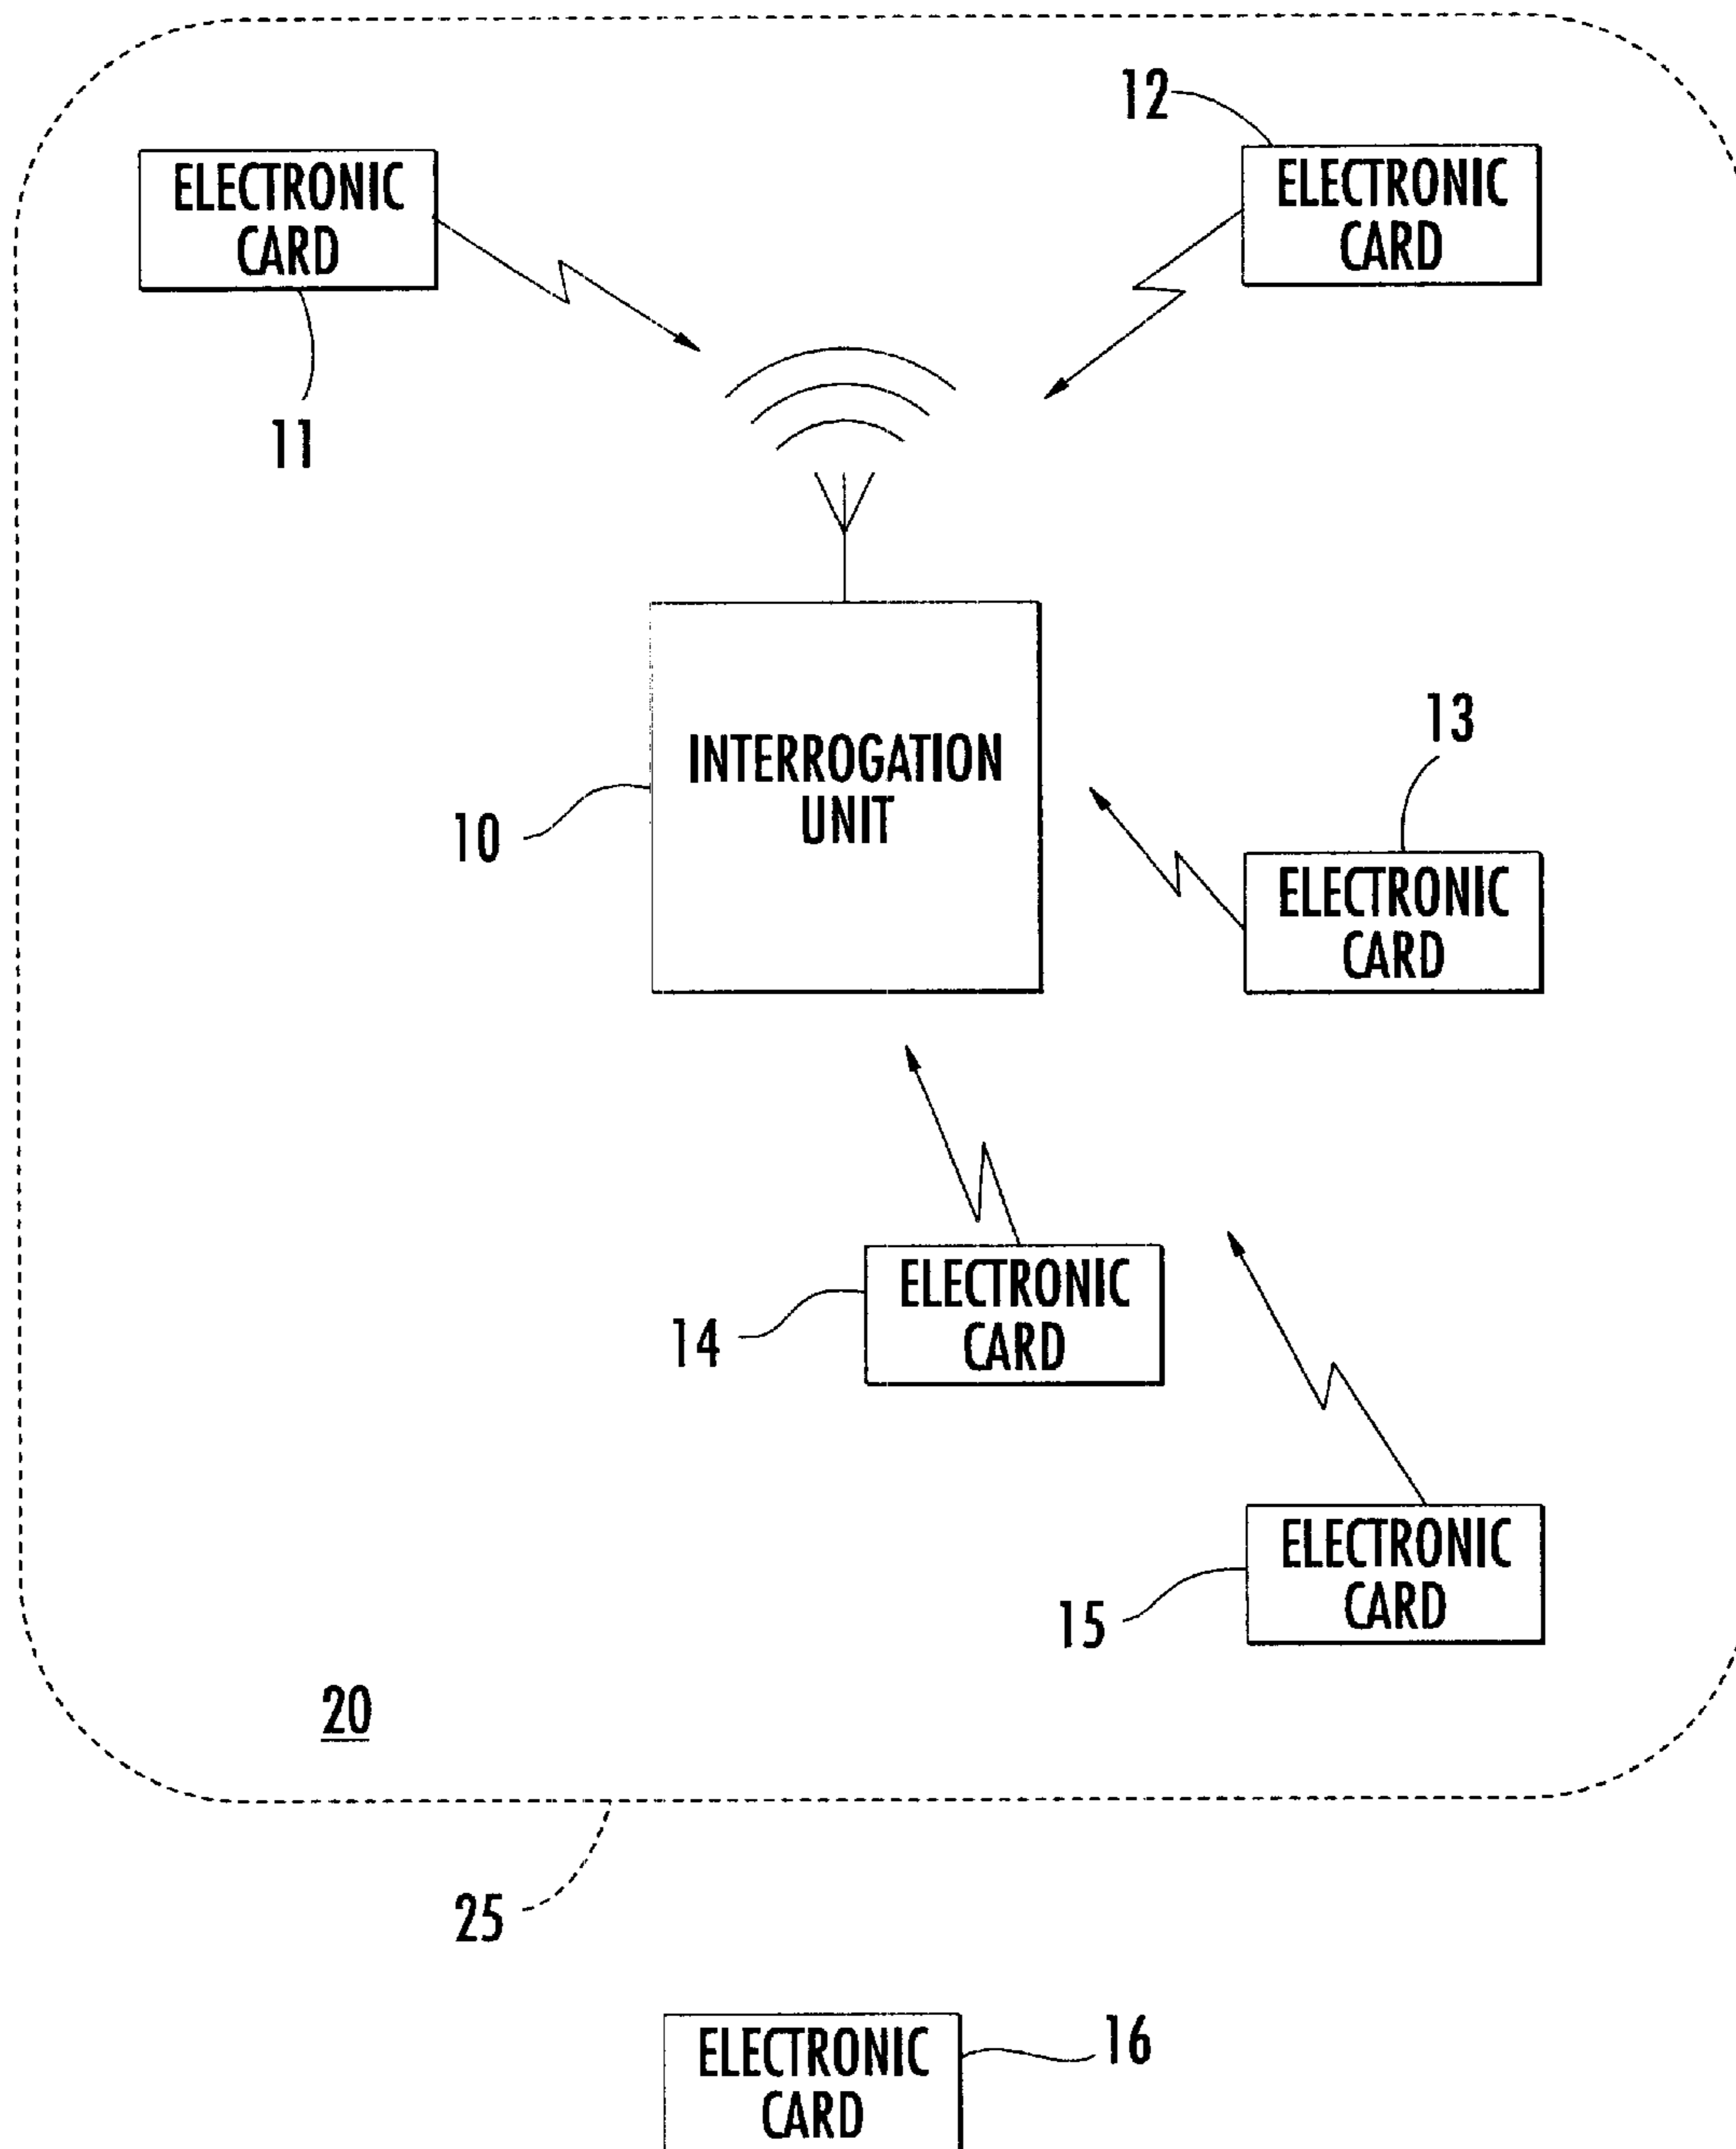 12
ELECTRONIC
CARD
ELECTRONIC
CARD
11
13
INTERROGATION
UNIT
10
ELECTRONIC
CARD
ELECTRONIC
CARD
14
ELECTRONIC
CARD
15
20
25
ELECTRONIC
CARD
16